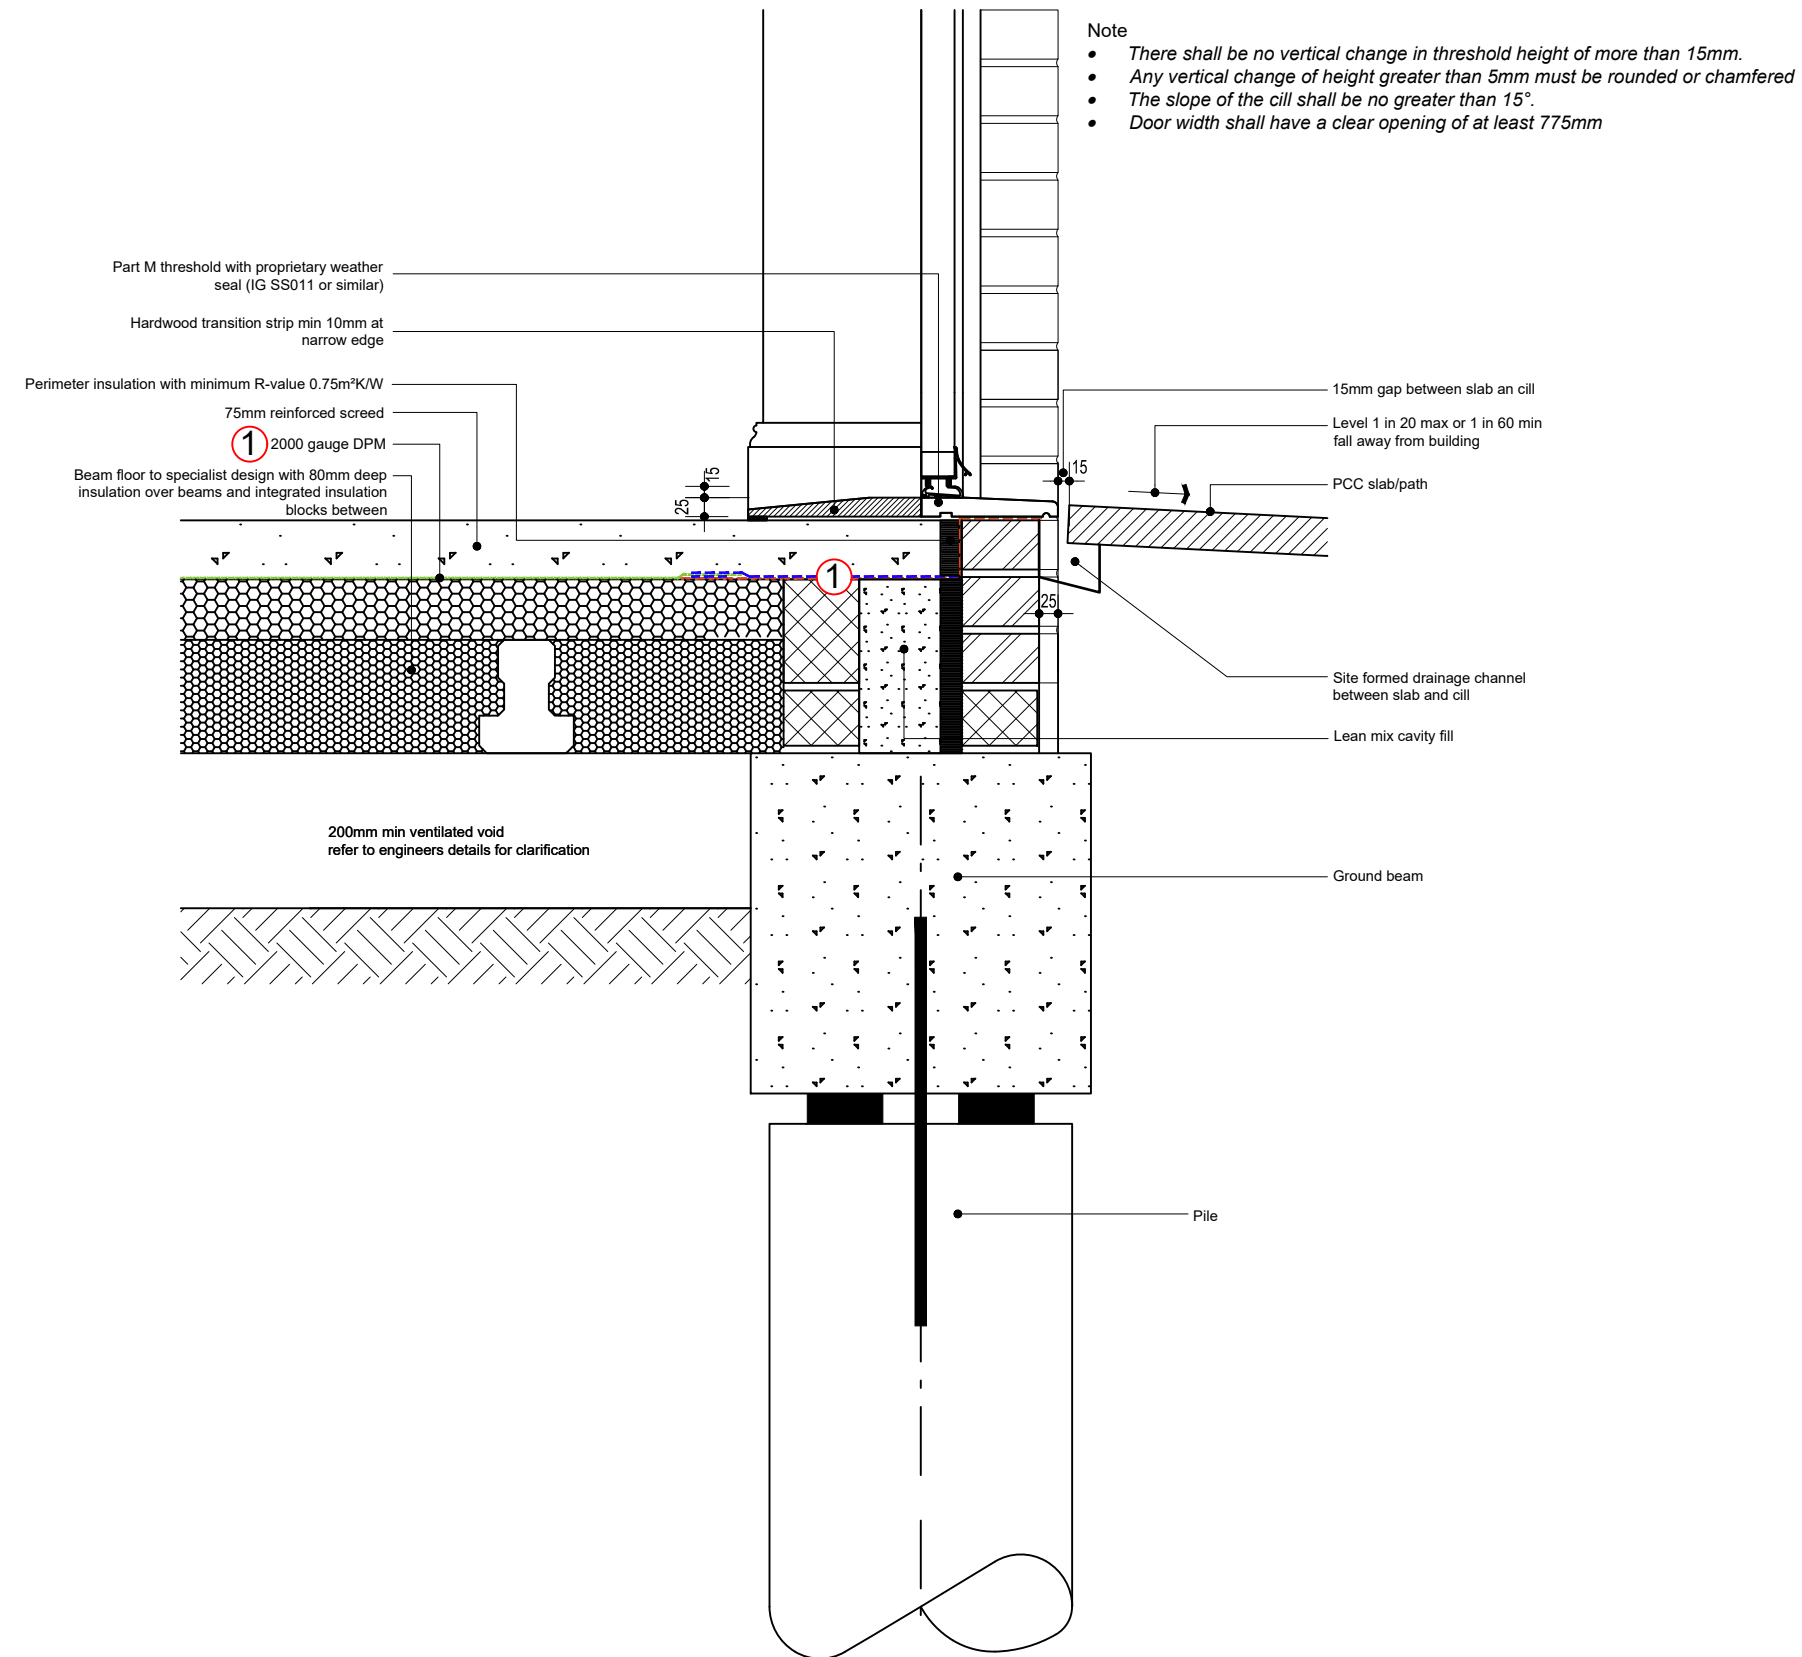 Note
• There shall be no vertical change in threshold height of more than 15mm.
• Any vertical change of height greater than 5mm must be rounded or chamfered
• The slope of the cill shall be no greater than 15°.
• Door width shall have a clear opening of at least 775mm
Part M threshold with proprietary weather
seal (IG SS011 or similar)
Hardwood transition strip min 10mm at
narrow edge
Perimeter insulation with minimum R-value 0.75m²K/W
75mm reinforced screed
1 2000 gauge DPM
Beam floor to specialist design with 80mm deep
insulation over beams and integrated insulation
blocks between
15
25
15mm gap between slab an cill
Level 1 in 20 max or 1 in 60 min
fall away from building
15
PCC slab/path
1
25
Site formed drainage channel
between slab and cill
Lean mix cavity fill
200mm min ventilated void
refer to engineers details for clarification
Ground beam
Pile